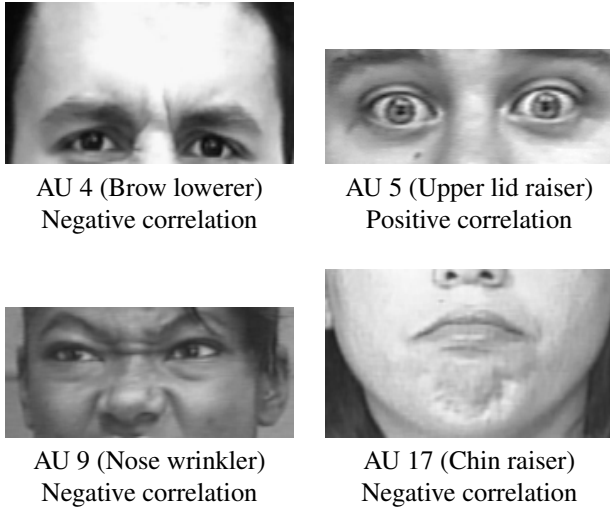 AU 4 (Brow lowerer)
Negative correlation
AU 5 (Upper lid raiser)
Positive correlation
AU 9 (Nose wrinkler)
Negative correlation
AU 17 (Chin raiser)
Negative correlation